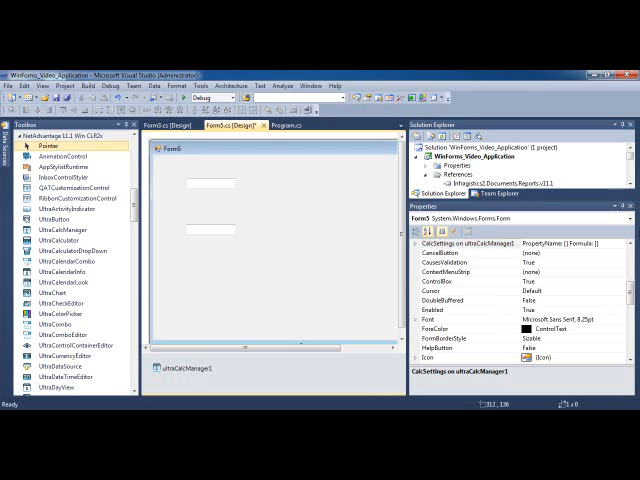 WinForms_Video_Application - Microsoft Visual Studio (Administrator)
File Edit View Project Build Debug Team Data Format Tools Architecture Test Analyze Window Help
Debug
Toolbox
NetAdvantage 11.1 Win CLR2x
Pointer
AnimationControl
AppStylistRuntime
InboxControlStyler
QATCustomizationControl
RibbonCustomizationControl
UltraActivityIndicator
UltraButton
UltraCalcManager
UltraCalculator
UltraCalculatorDropDown
UltraCalendarCombo
UltraCalendarInfo
UltraCalendarLook
UltraChart
UltraCheckEditor
UltraColorPicker
UltraCombo
UltraComboEditor
UltraControlContainerEditor
UltraCurrencyEditor
UltraDataSource
UltraDateTimeEditor
UltraDayView
Data Sources
Form3.cs [Design] Form5.cs [Design]* Program.cs
Form5
ultraCalcManager1
Solution Explorer
Solution 'WinForms_Video_Application' (1 project)
WinForms_Video_Application
Properties
References
Infragistics2.Documents.Reports.v11.1
Solution Explorer Team Explorer
Properties
Form5 System.Windows.Forms.Form
CalcSettings on ultraCalcManager1 PropertyName: [] Formula: []
CancelButton (none)
CausesValidation True
ContextMenuStrip (none)
ControlBox True
Cursor Default
DoubleBuffered False
Enabled True
Font Microsoft Sans Serif, 8.25pt
ForeColor ControlText
FormBorderStyle Sizable
HelpButton False
Icon (Icon)
CalcSettings on ultraCalcManager1
Ready 312 , 136 1 x 0